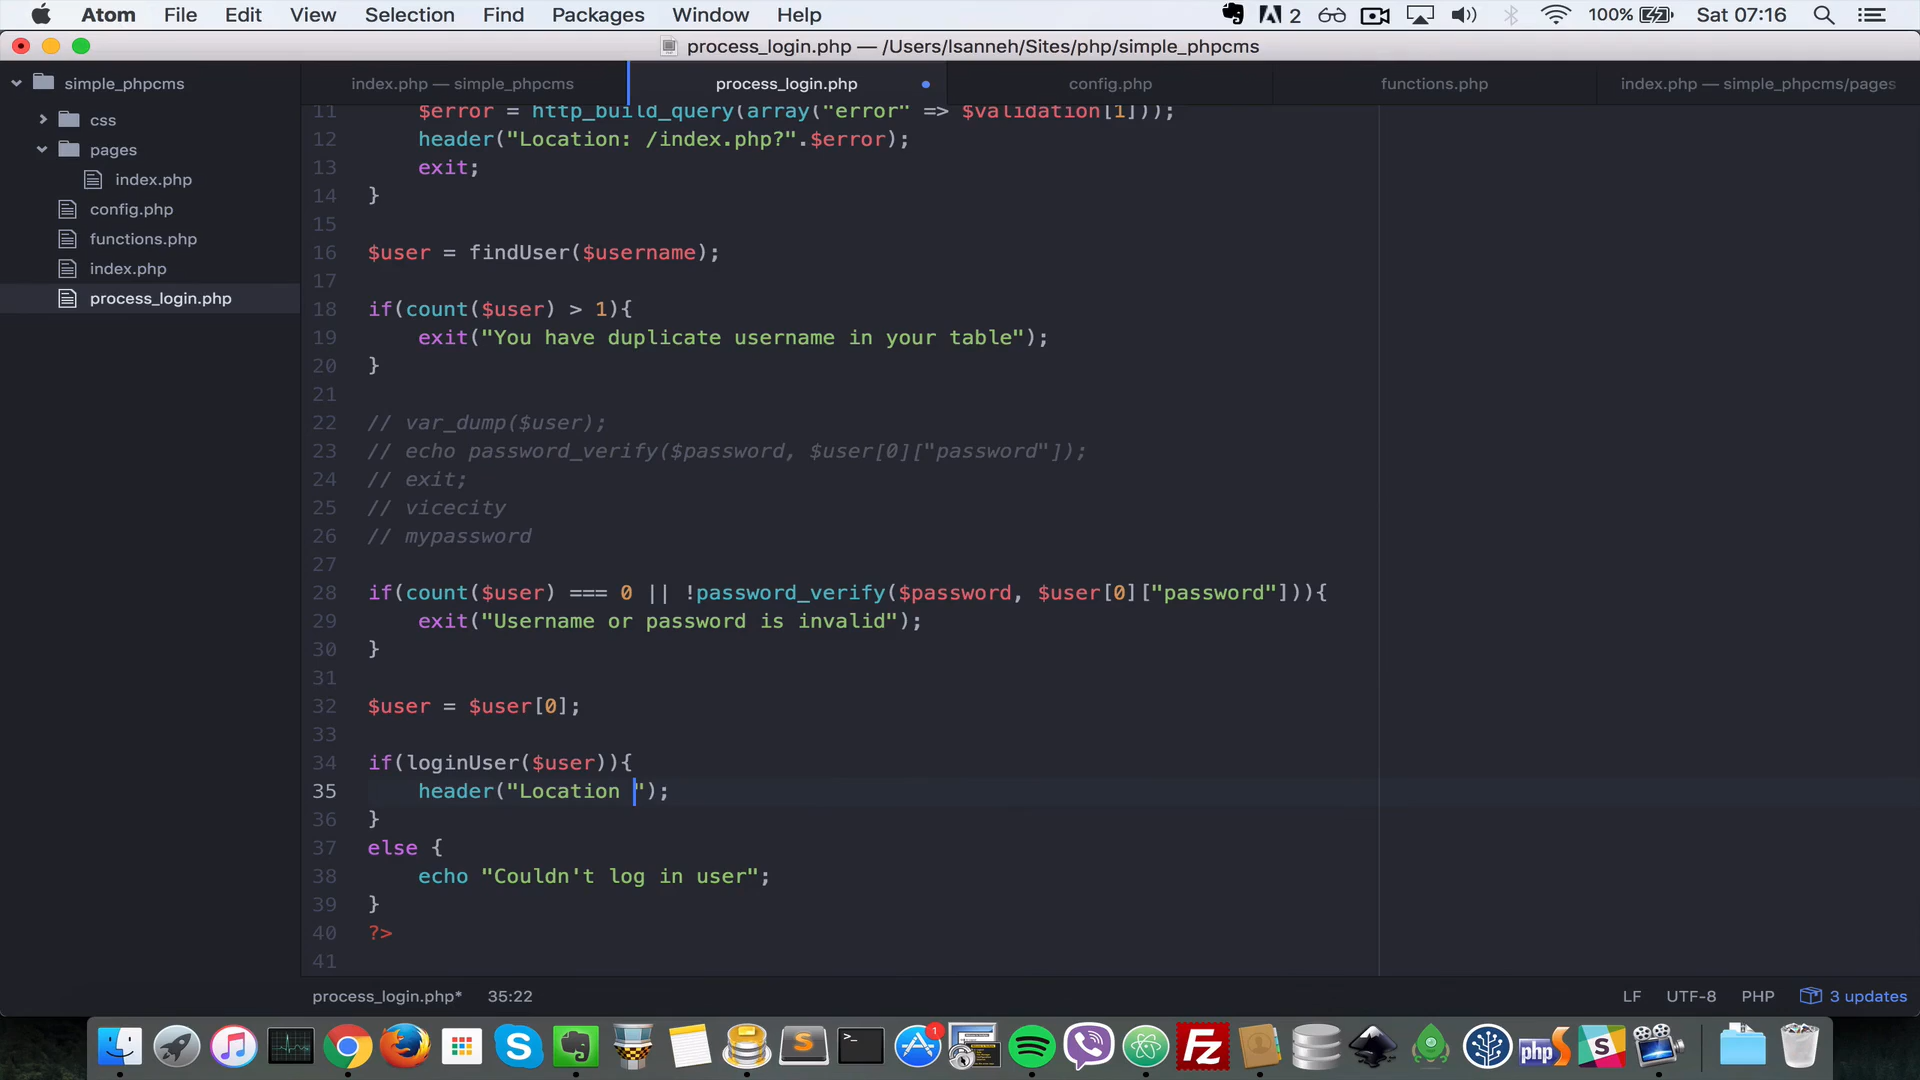 Atom File Edit View Selection Find Packages Window Help 2 100% Sat 07:16
process_login.php — /Users/lsanneh/Sites/php/simple_phpcms
simple_phpcms
css
pages
index.php
config.php
functions.php
index.php
process_login.php
index.php — simple_phpcms process_login.php config.php functions.php index.php — simple_phpcms/pages
11 $error = http_build_query(array("error" => $validation[1]));
12 header("Location: /index.php?".$error);
13 exit;
14 }
15
16 $user = findUser($username);
17
18 if(count($user) > 1){
19 exit("You have duplicate username in your table");
20 }
21
22 // var_dump($user);
23 // echo password_verify($password, $user[0]["password"]);
24 // exit;
25 // vicecity
26 // mypassword
27
28 if(count($user) === 0 || !password_verify($password, $user[0]["password"])){
29 exit("Username or password is invalid");
30 }
31
32 $user = $user[0];
33
34 if(loginUser($user)){
35 header("Location ");
36 }
37 else {
38 echo "Couldn't log in user";
39 }
40 ?>
41
process_login.php* 35:22 LF UTF-8 PHP 3 updates
1
php